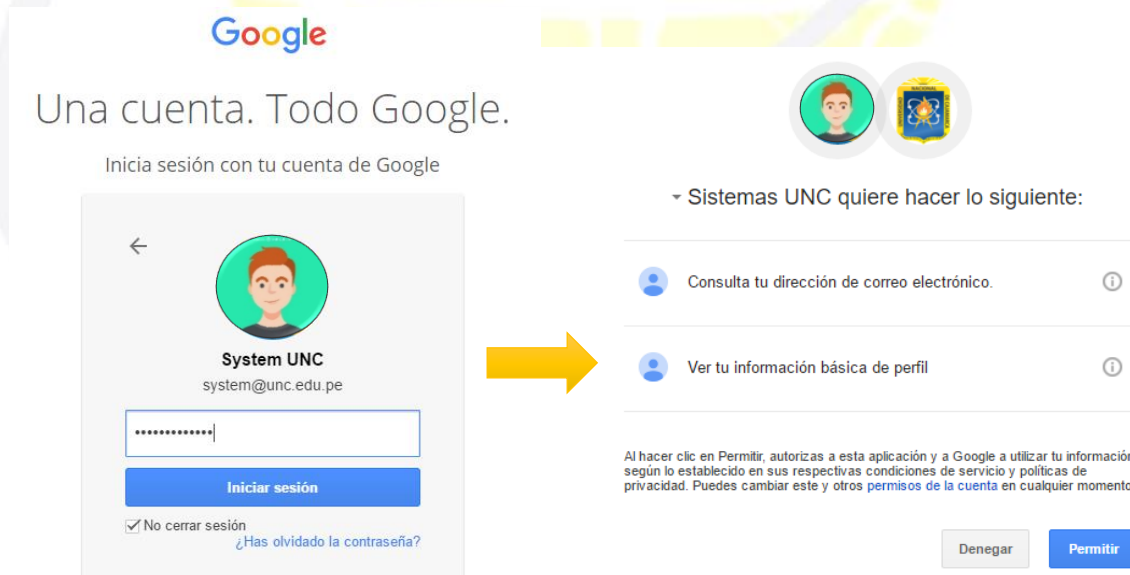 Google
Una cuenta. Todo Google.
Inicia sesión con tu cuenta de Google
System UNC
system@unc.edu.pe
•••••••••••••
Iniciar sesión
No cerrar sesión
¿Has olvidado la contraseña?
NACIONAL
Sistemas UNC quiere hacer lo siguiente:
Consulta tu dirección de correo electrónico.
Ver tu información básica de perfil
Al hacer clic en Permitir, autorizas a esta aplicación y a Google a utilizar tu información
según lo establecido en sus respectivas condiciones de servicio y políticas de
privacidad. Puedes cambiar este y otros permisos de la cuenta en cualquier momento
Denegar
Permitir